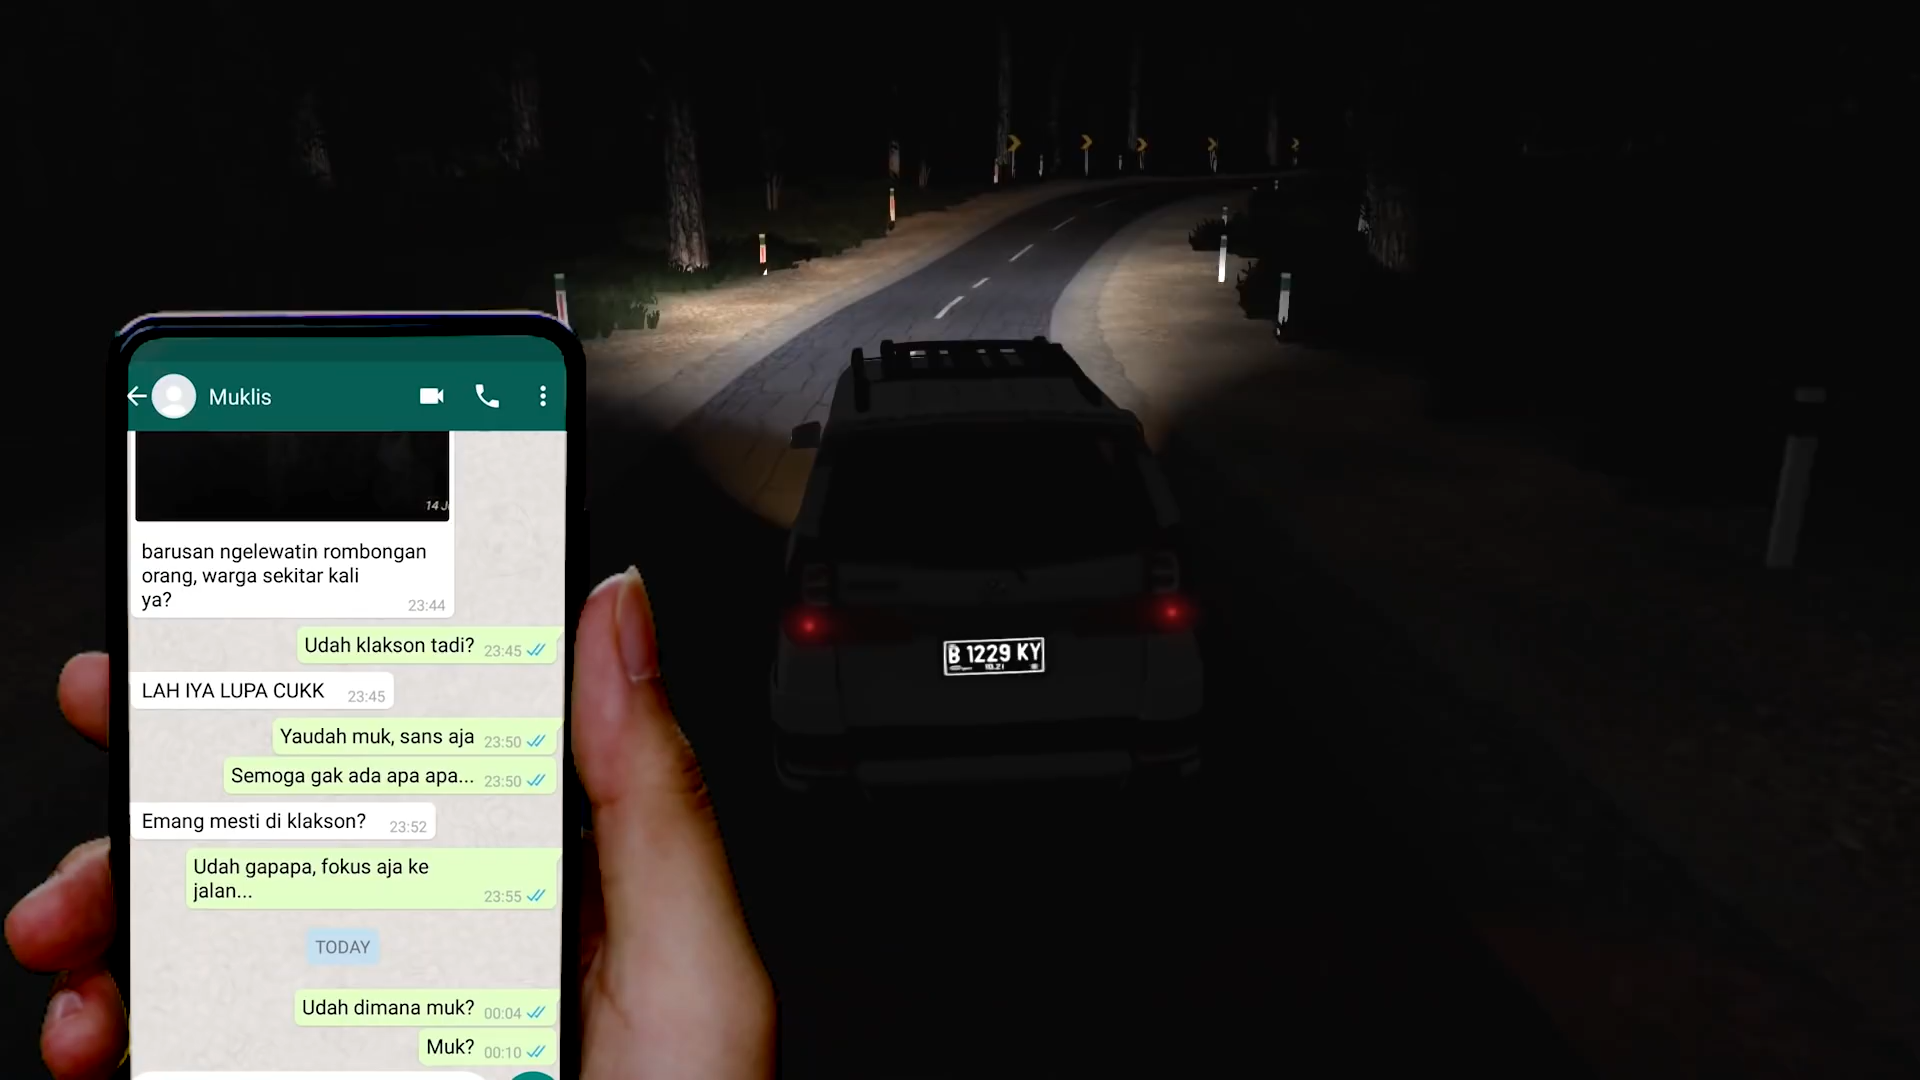 Muklis
14 J
barusan ngelewatin rombongan
orang, warga sekitar kali
ya?
23:44
Udah klakson tadi? 23:45
LAH IYA LUPA CUKK 23:45
Yaudah muk, sans aja 23:50
Semoga gak ada apa apa... 23:50
Emang mesti di klakson? 23:52
Udah gapapa, fokus aja ke
jalan...
23:55
TODAY
Udah dimana muk? 00:04
Muk? 00:10
B 1229 KY
10.21